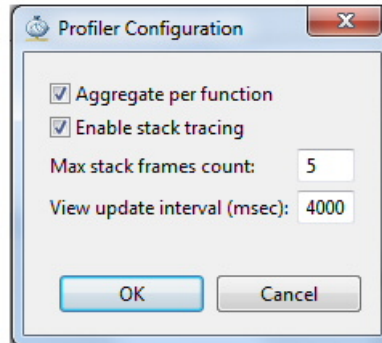 Profiler Configuration
Aggregate per function
Enable stack tracing
Max stack frames count: 5
View update interval (msec): 4000
OK Cancel